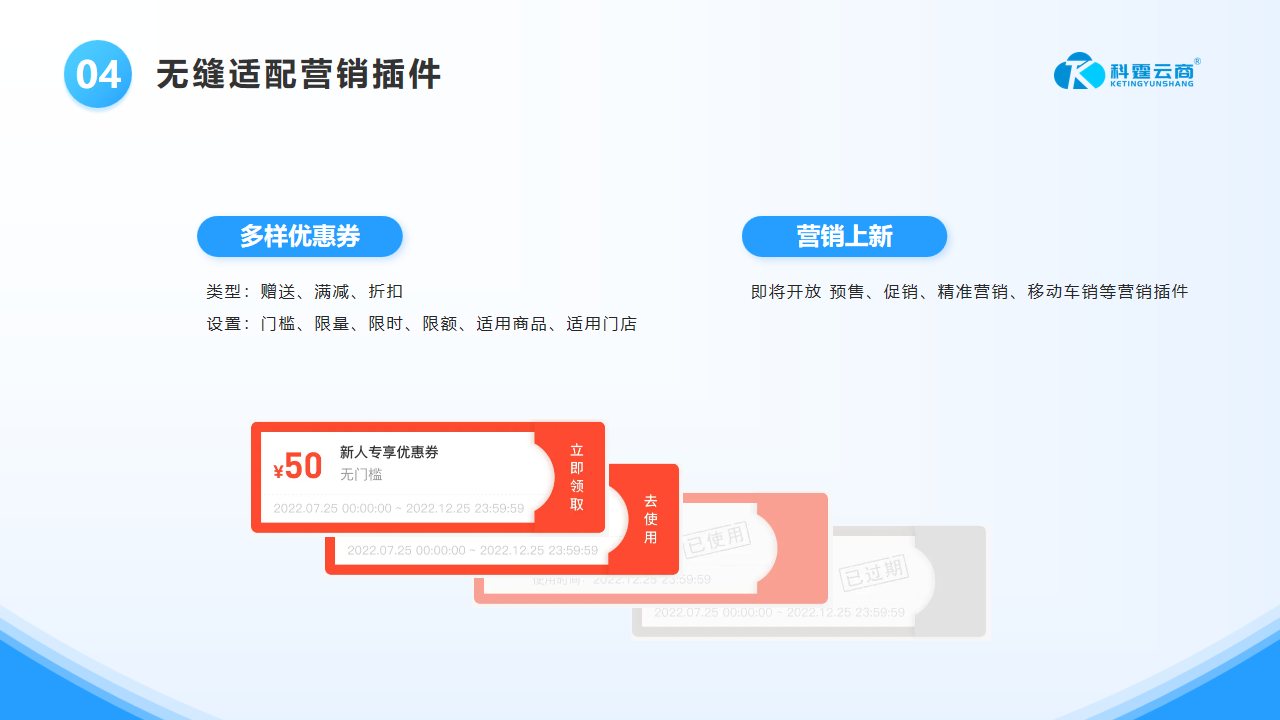 04
无缝适配营销插件
科霆云商®
KETINGYUNSHANG
多样优惠券
类型：赠送、满减、折扣
设置：门槛、限量、限时、限额、适用商品、适用门店
营销上新
即将开放 预售、促销、精准营销、移动车销等营销插件
¥50
新人专享优惠券
无门槛
2022.07.25 00:00:00 ~ 2022.12.25 23:59:59
立即领取
2022.07.25 00:00:00 ~ 2022.12.25 23:59:59
去使用
已使用
使用时间：2022.12.25 23:59:59
已过期
2022.07.25 00:00:00 ~ 2022.12.25 23:59:59